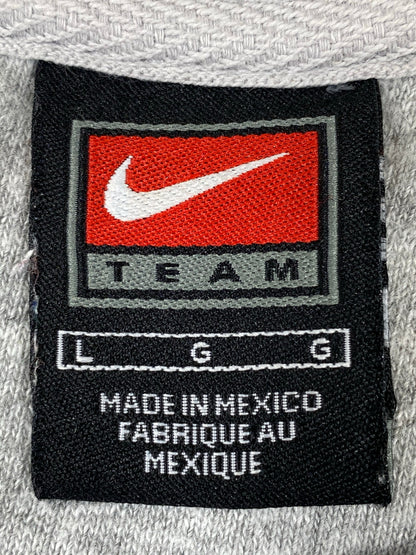 TEAM
L G G
MADE IN MEXICO
FABRIQUE AU
MEXIQUE